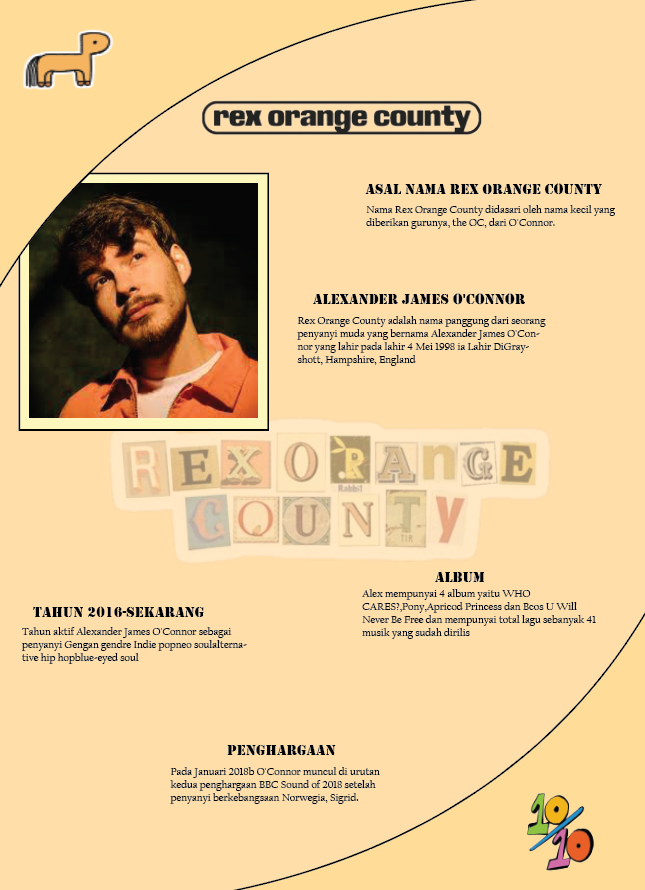 rex orange county
ASAL NAMA REX ORANGE COUNTY
Nama Rex Orange County didasari oleh nama kecil yang
diberikan gurunya, the OC, dari O'Connor.
ALEXANDER JAMES O'CONNOR
Rex Orange County adalah nama panggung dari seorang
penyanyi muda yang bernama Alexander James O'Con-
nor yang lahir pada lahir 4 Mei 1998 ia Lahir DiGray-
shott, Hampshire, England
REX ORANGE
Rabbit
COUNTY
TIR
ALBUM
Alex mempunyai 4 album yaitu WHO
CARES?,Pony,Apricod Princess dan Bcos U Will
Never Be Free dan mempunyai total lagu sebanyak 41
musik yang sudah dirilis
TAHUN 2016-SEKARANG
Tahun aktif Alexander James O'Connor sebagai
penyanyi Gengan gendre Indie popneo soulalterna-
tive hip hopblue-eyed soul
PENGHARGAAN
Pada Januari 2018b O'Connor muncul di urutan
kedua penghargaan BBC Sound of 2018 setelah
penyanyi berkebangsaan Norwegia, Sigrid.
10/10